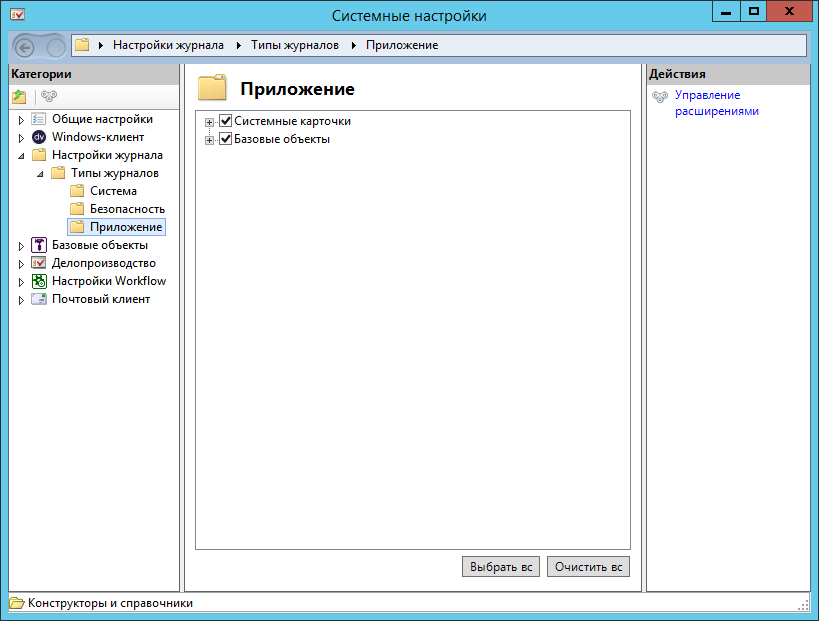 Системные настройки
Настройки журнала
Типы журналов
Приложение
Категории
Общие настройки
dv
Windows-клиент
Настройки журнала
Типы журналов
Система
Безопасность
Приложение
Базовые объекты
Делопроизводство
Настройки Workflow
Почтовый клиент
Приложение
Системные карточки
Базовые объекты
Выбрать вс
Очистить вс
Действия
Управление
расширениями
Конструкторы и справочники